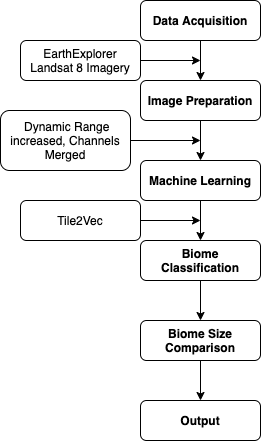 Data Acquisition
EarthExplorer
Landsat 8 Imagery
Image Preparation
Dynamic Range
increased, Channels
Merged
Machine Learning
Tile2Vec
Biome
Classification
Biome Size
Comparison
Output